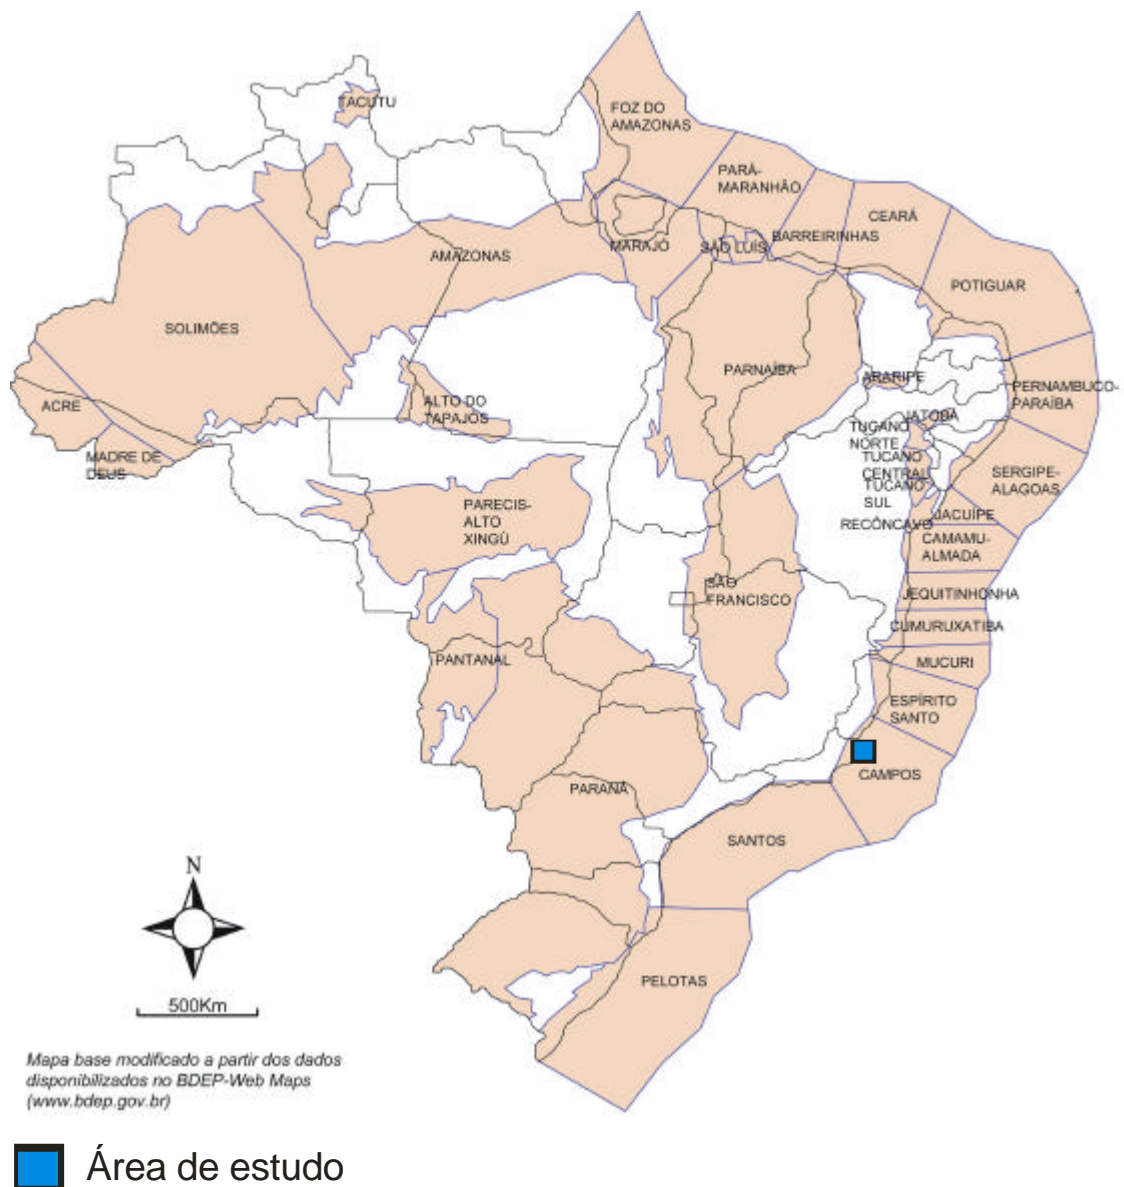 TACUTU
FOZ DO
AMAZONAS
PARÁ-
MARANHÃO
CEARÁ
BARREIRINHAS
MARAJÓ
SÃO LUÍS
AMAZONAS
POTIGUAR
SOLIMÕES
PARNAÍBA
ARARIPE
PERNAMBUCO-
PARAÍBA
ACRE
ALTO DO
TAPAJÓS
JATOBÁ
TUCANO
NORTE
TUCANO
CENTRAL
TUCANO
SUL
MADRE DE
DEUS
SERGIPE-
ALAGOAS
PARECIS-
ALTO
XINGÚ
JACUÍPE
RECÔNCAVO
CAMAMU-
ALMADA
SÃO
FRANCISCO
JEQUITINHONHA
CUMURUXATIBA
PANTANAL
MUCURI
ESPÍRITO
SANTO
CAMPOS
PARANÁ
SANTOS
N
PELOTAS
500Km
Mapa base modificado a partir dos dados
disponibilizados no BDEP-Web Maps
(www.bdep.gov.br)
Área de estudo